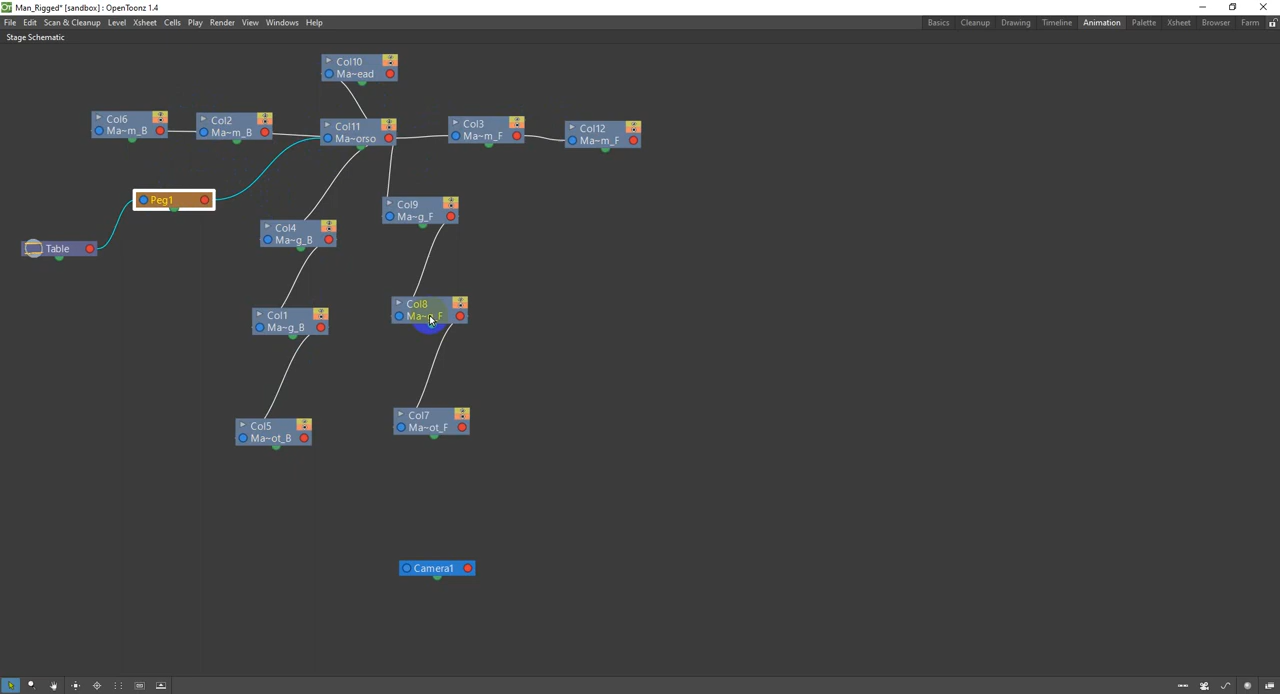 Man_Rigged* [sandbox] : OpenToonz 1.4
File Edit Scan & Cleanup Level Xsheet Cells Play Render View Windows Help
Basics Cleanup Drawing Timeline Animation Palette Xsheet Browser Farm
Stage Schematic
Col10
Ma~ead
Col6
Ma~m_B
Col2
Ma~m_B
Col11
Ma~orso
Col3
Ma~m_F
Col12
Ma~m_F
Peg1
Col9
Ma~g_F
Col4
Ma~g_B
Table
Col8
Ma~g_F
Col1
Ma~g_B
Col7
Ma~ot_F
Col5
Ma~ot_B
Camera1